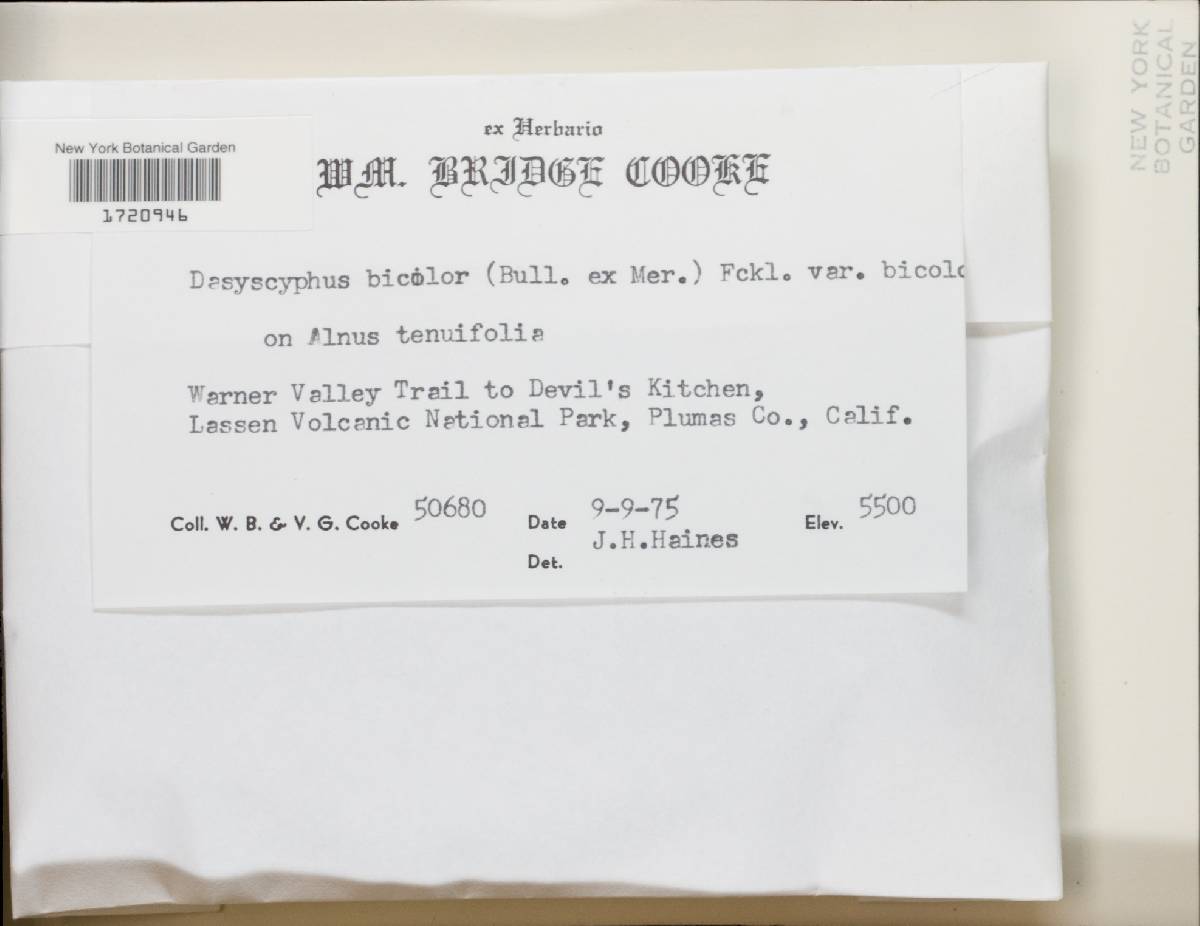 NEW YORK
BOTANICAL
GARDEN
New York Botanical Garden
1720946
ex Herbario
WM. BRIDGE COOKE
Dasyscyphus bicolor (Bull. ex Mer.) Fckl. var. bicolo
on Alnus tenuifolia
Warner Valley Trail to Devil's Kitchen,
Lassen Volcanic National Park, Plumas Co., Calif.
Coll. W. B. & V. G. Cooke 50680 Date 9-9-75 Elev. 5500
Det. J.H.Haines